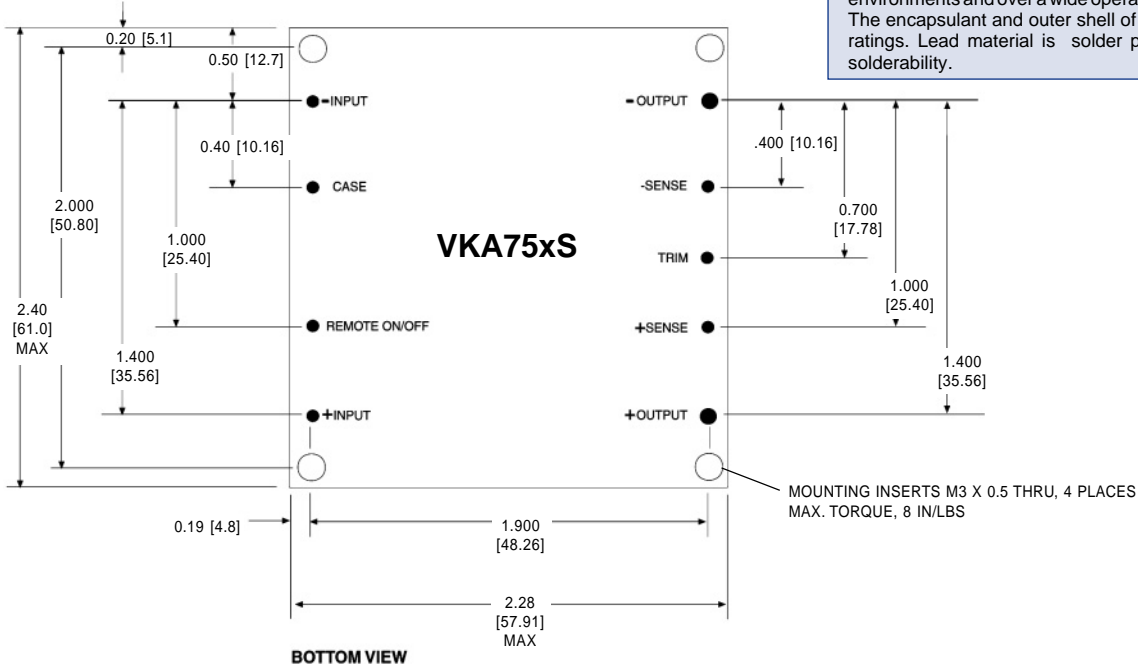 environments and over a wide opera
The encapsulant and outer shell of
ratings. Lead material is solder p
solderability.
0.20 [5.1]
0.50 [12.7]
-INPUT
-OUTPUT
0.40 [10.16]
.400 [10.16]
CASE
-SENSE
2.000
[50.80]
0.700
[17.78]
1.000
[25.40]
VKA75xS
TRIM
1.000
[25.40]
2.40
[61.0]
MAX
REMOTE ON/OFF
+SENSE
1.400
[35.56]
1.400
[35.56]
+INPUT
+OUTPUT
MOUNTING INSERTS M3 X 0.5 THRU, 4 PLACES
MAX. TORQUE, 8 IN/LBS
0.19 [4.8]
1.900
[48.26]
2.28
[57.91]
MAX
BOTTOM VIEW